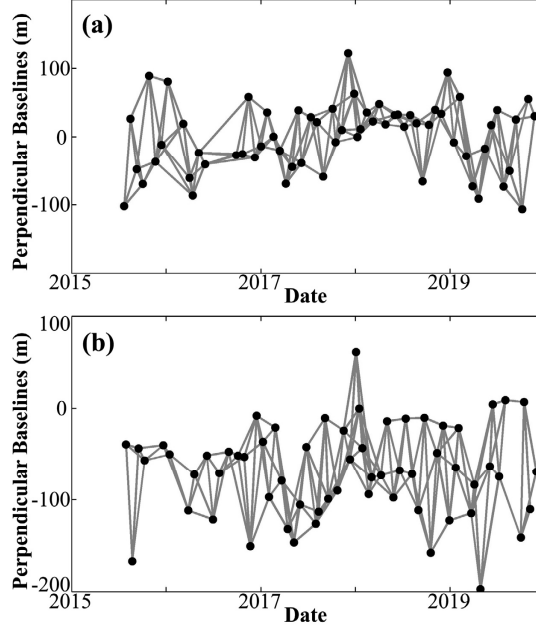 (a)
Perpendicular Baselines (m)
100
0
-100
2015
2017
2019
Date
(b)
Perpendicular Baselines (m)
100
0
-100
-200
2015
2017
2019
Date